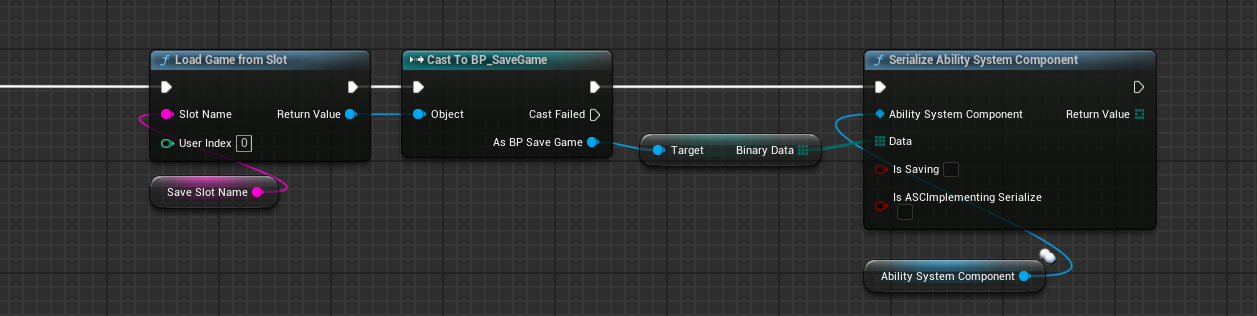 Load Game from Slot
Slot Name
Return Value
User Index 0
Save Slot Name
Cast To BP_SaveGame
Object
Cast Failed
As BP Save Game
Target
Binary Data
Serialize Ability System Component
Ability System Component
Return Value
Data
Is Saving
Is ASCImplementing Serialize
Ability System Component